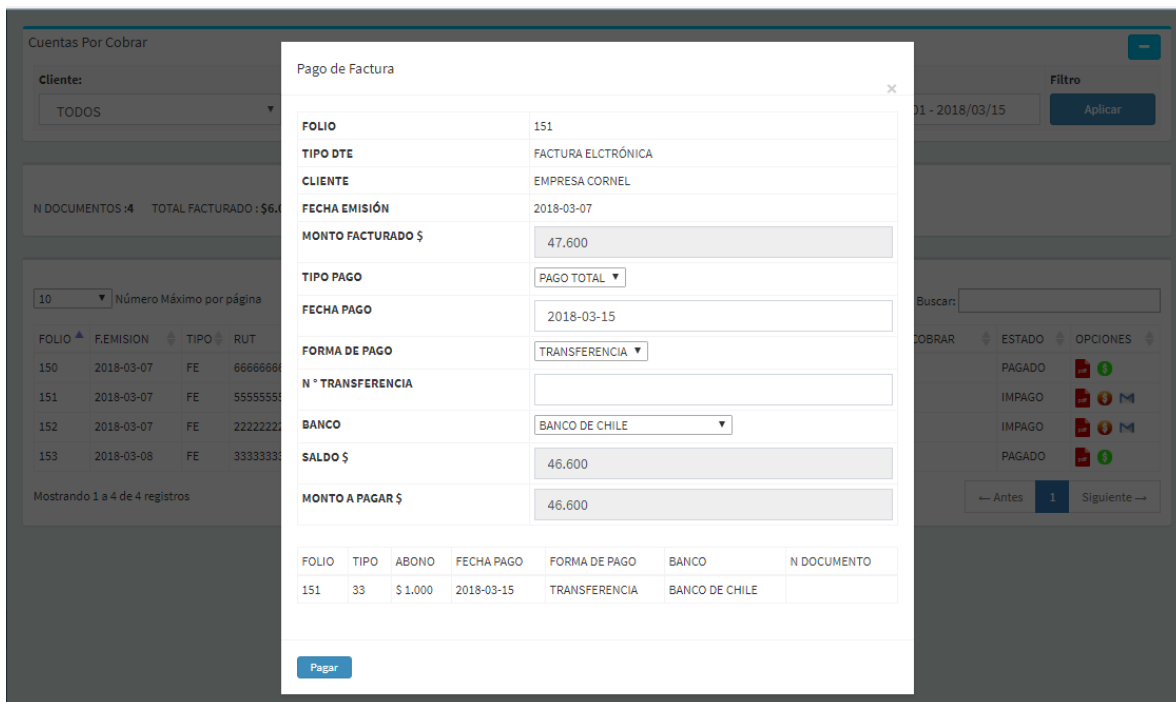 Cuentas Por Cobrar
Cliente:
TODOS
Filtro
01 - 2018/03/15
Aplicar
N DOCUMENTOS :4 TOTAL FACTURADO : $6.0
10 Número Máximo por página
Buscar:
FOLIO F.EMISION TIPO RUT COBRAR ESTADO OPCIONES
150 2018-03-07 FE 66666666 PAGADO
151 2018-03-07 FE 55555555 IMPAGO
152 2018-03-07 FE 22222222 IMPAGO
153 2018-03-08 FE 33333333 PAGADO
Mostrando 1 a 4 de 4 registros
← Antes 1 Siguiente →
Pago de Factura
×
FOLIO 151
TIPO DTE FACTURA ELCTRÓNICA
CLIENTE EMPRESA CORNEL
FECHA EMISIÓN 2018-03-07
MONTO FACTURADO $ 47.600
TIPO PAGO PAGO TOTAL
FECHA PAGO 2018-03-15
FORMA DE PAGO TRANSFERENCIA
N ° TRANSFERENCIA
BANCO BANCO DE CHILE
SALDO $ 46.600
MONTO A PAGAR $ 46.600
FOLIO TIPO ABONO FECHA PAGO FORMA DE PAGO BANCO N DOCUMENTO
151 33 $ 1.000 2018-03-15 TRANSFERENCIA BANCO DE CHILE
Pagar